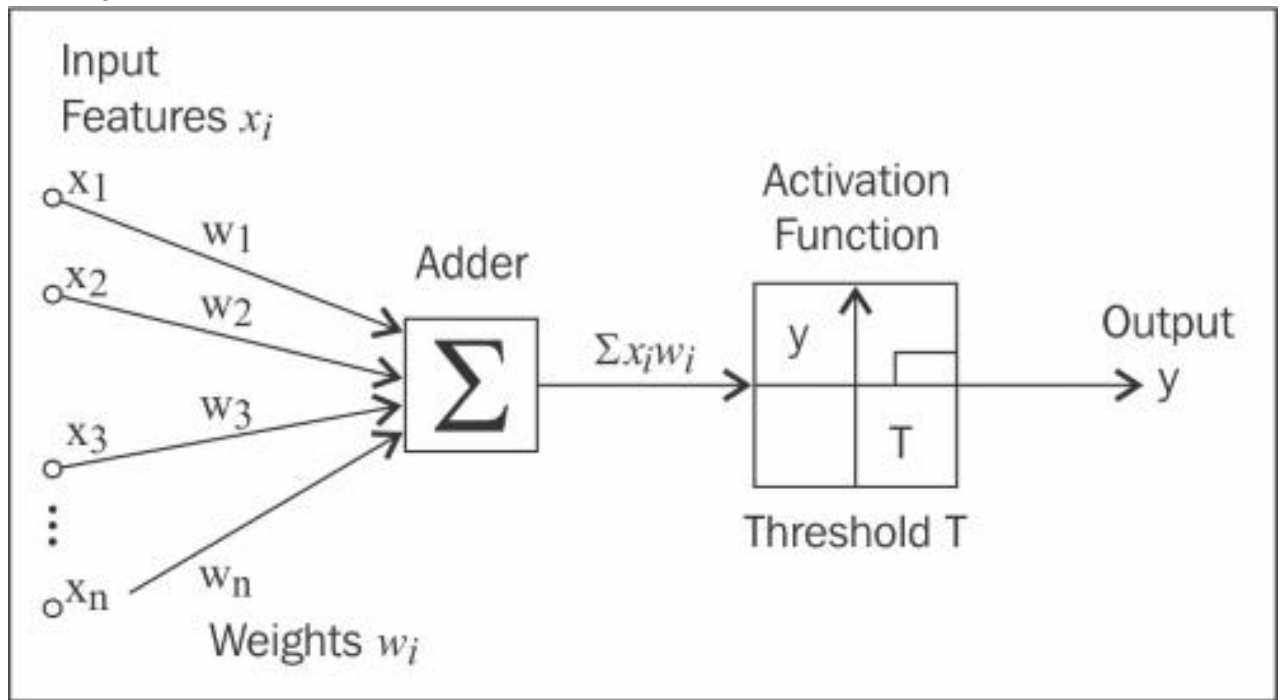 Input
Features xᵢ
x₁
w₁
x₂
w₂
x₃
w₃
⋮
xₙ
wₙ
Weights wᵢ
Adder
Σ
Σxᵢwᵢ
Activation
Function
y
T
Threshold T
Output
y